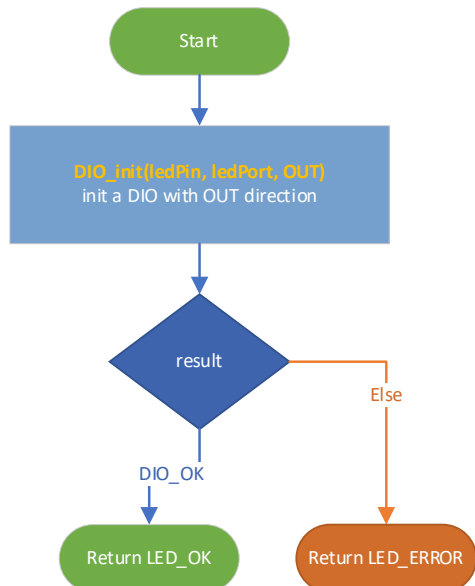 Start
DIO_init(ledPin, ledPort, OUT)
init a DIO with OUT direction
result
Else
DIO_OK
Return LED_OK
Return LED_ERROR